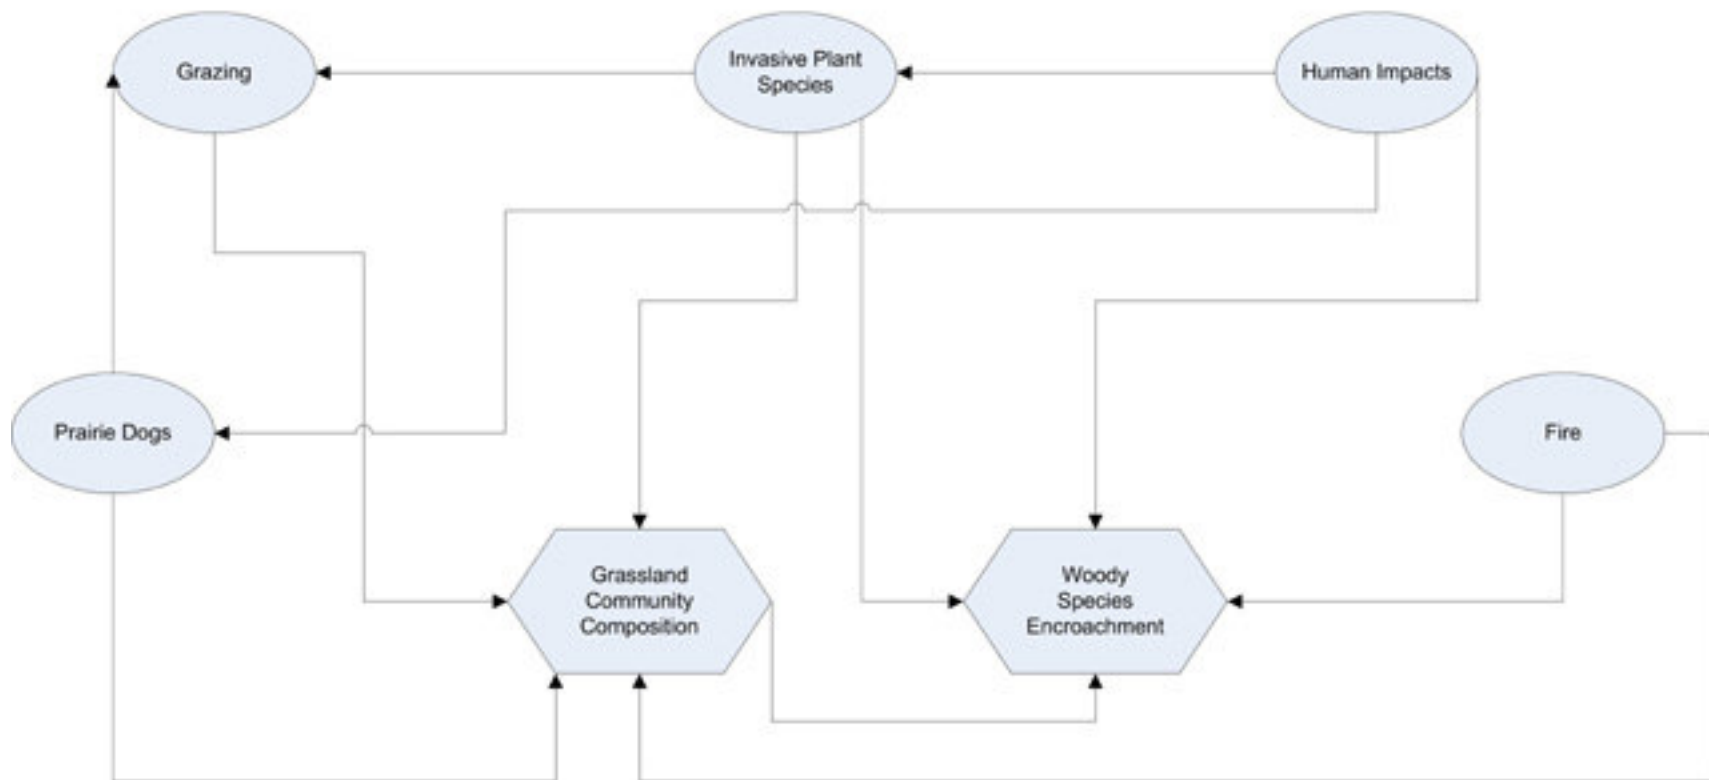 Grazing
Invasive Plant
Species
Human Impacts
Prairie Dogs
Fire
Grassland
Community
Composition
Woody
Species
Encroachment